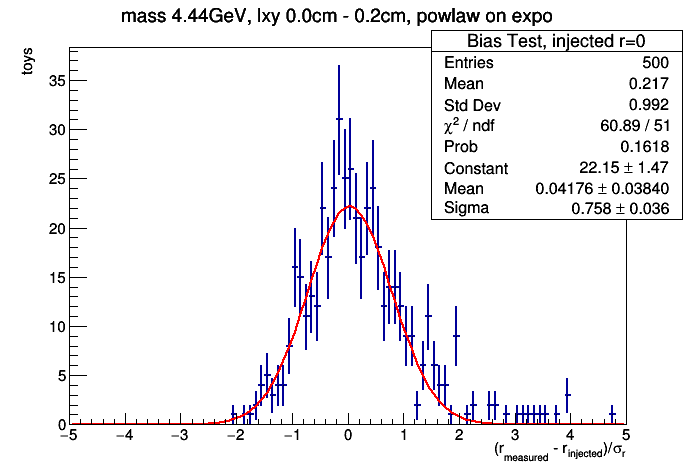 mass 4.44GeV, lxy 0.0cm - 0.2cm, powlaw on expo
Bias Test, injected r=0
Entries 500
Mean 0.217
Std Dev 0.992
χ² / ndf 60.89 / 51
Prob 0.1618
Constant 22.15 ± 1.47
Mean 0.04176 ± 0.03840
Sigma 0.758 ± 0.036
toys
35
30
25
20
15
10
5
0
−5 −4 −3 −2 −1 0 1 2 3 4 5
(r_measured - r_injected)/σ_r